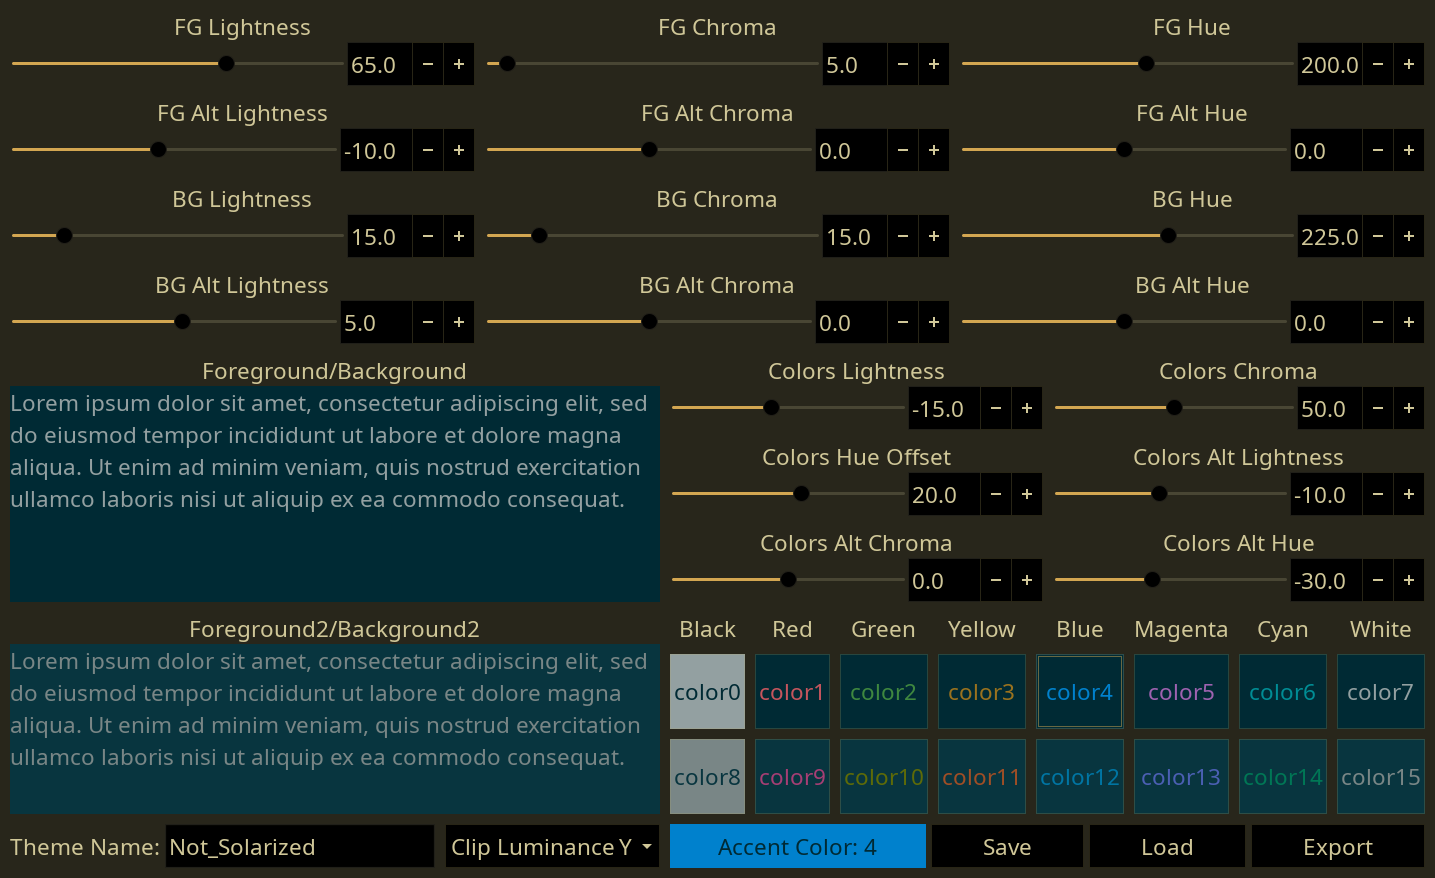 FG Lightness FG Chroma FG Hue
65.0 − + 5.0 − + 200.0 − +
FG Alt Lightness FG Alt Chroma FG Alt Hue
-10.0 − + 0.0 − + 0.0 − +
BG Lightness BG Chroma BG Hue
15.0 − + 15.0 − + 225.0 − +
BG Alt Lightness BG Alt Chroma BG Alt Hue
5.0 − + 0.0 − + 0.0 − +
Foreground/Background
Lorem ipsum dolor sit amet, consectetur adipiscing elit, sed
do eiusmod tempor incididunt ut labore et dolore magna
aliqua. Ut enim ad minim veniam, quis nostrud exercitation
ullamco laboris nisi ut aliquip ex ea commodo consequat.
Colors Lightness Colors Chroma
-15.0 − + 50.0 − +
Colors Hue Offset Colors Alt Lightness
20.0 − + -10.0 − +
Colors Alt Chroma Colors Alt Hue
0.0 − + -30.0 − +
Foreground2/Background2
Lorem ipsum dolor sit amet, consectetur adipiscing elit, sed
do eiusmod tempor incididunt ut labore et dolore magna
aliqua. Ut enim ad minim veniam, quis nostrud exercitation
ullamco laboris nisi ut aliquip ex ea commodo consequat.
Black Red Green Yellow Blue Magenta Cyan White
color0 color1 color2 color3 color4 color5 color6 color7
color8 color9 color10 color11 color12 color13 color14 color15
Theme Name: Not_Solarized Clip Luminance Y Accent Color: 4 Save Load Export